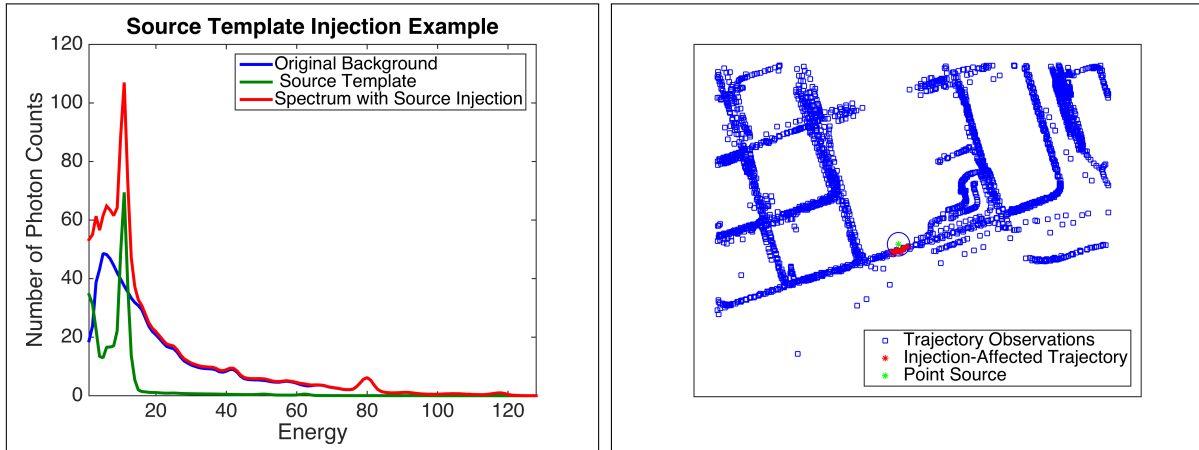 Source Template Injection Example
120
100
80
60
40
20
0
Number of Photon Counts
Original Background
Source Template
Spectrum with Source Injection
20 40 60 80 100 120
Energy
Trajectory Observations
Injection-Affected Trajectory
Point Source